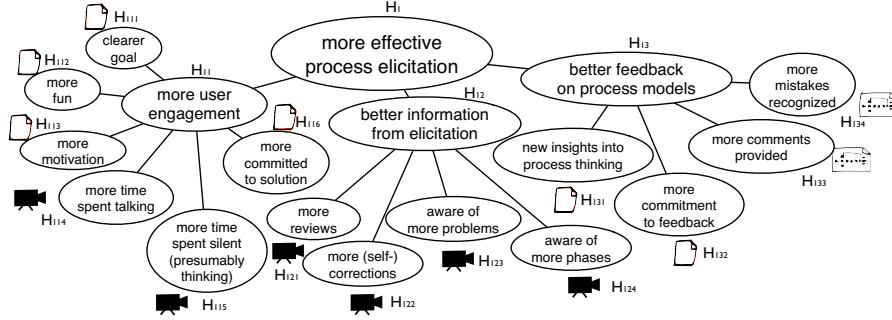 H1
more effective
process elicitation
H11
more user
engagement
H111
clearer
goal
H112
more
fun
H113
more
motivation
H114
more time
spent talking
H115
more time
spent silent
(presumably
thinking)
H116
more
committed
to solution
H12
better information
from elicitation
H121
more
reviews
H122
more (self-)
corrections
H123
aware of
more problems
H124
aware of
more phases
H13
better feedback
on process models
H131
new insights into
process thinking
H132
more
commitment
to feedback
H133
more comments
provided
H134
more
mistakes
recognized